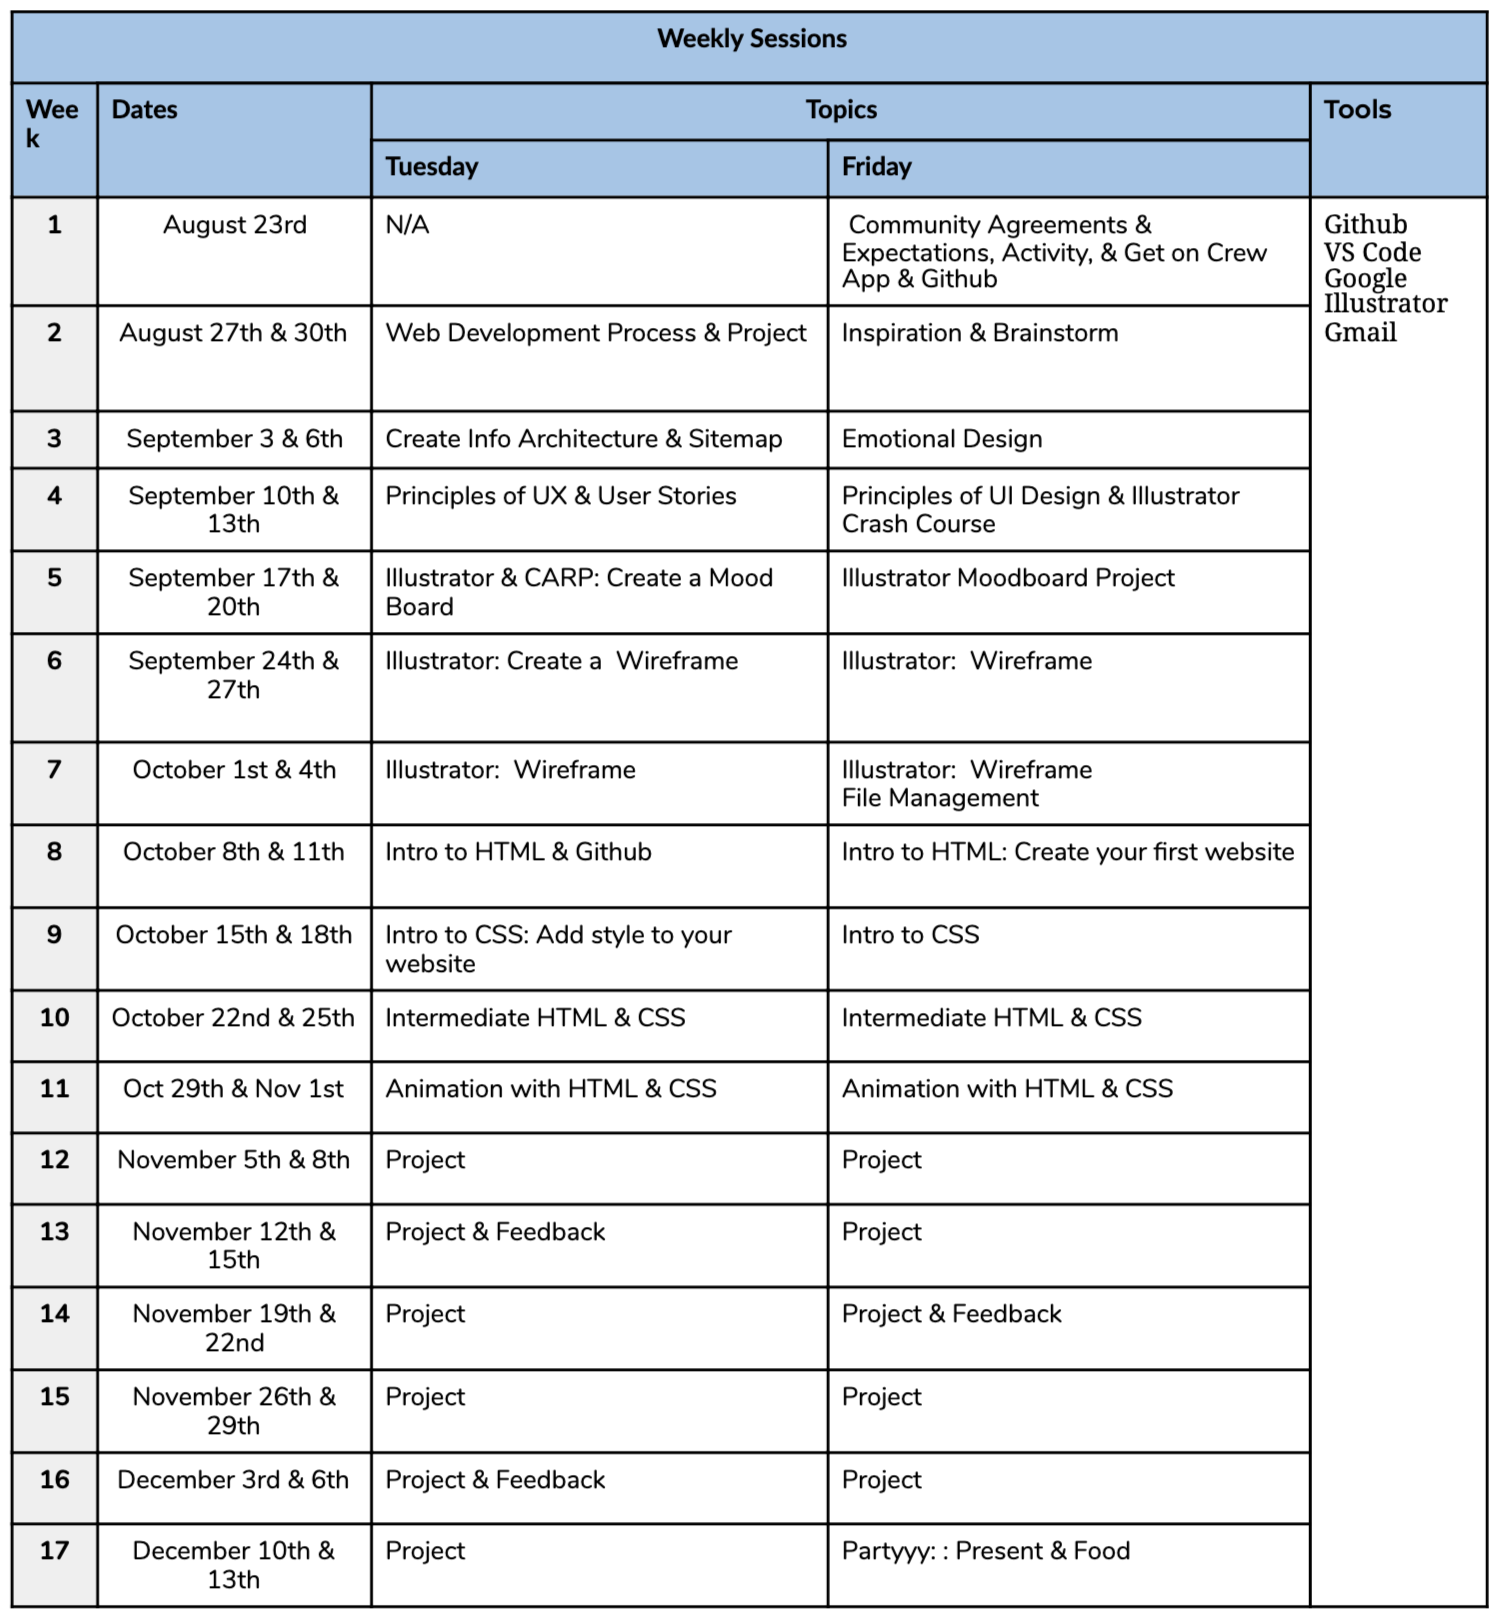 Weekly Sessions
Wee
k
Dates
Topics
Tools
Tuesday
Friday
1
August 23rd
N/A
Community Agreements &
Expectations, Activity, & Get on Crew
App & Github
Github
VS Code
Google
Illustrator
Gmail
2
August 27th & 30th
Web Development Process & Project
Inspiration & Brainstorm
3
September 3 & 6th
Create Info Architecture & Sitemap
Emotional Design
4
September 10th &
13th
Principles of UX & User Stories
Principles of UI Design & Illustrator
Crash Course
5
September 17th &
20th
Illustrator & CARP: Create a Mood
Board
Illustrator Moodboard Project
6
September 24th &
27th
Illustrator: Create a  Wireframe
Illustrator:  Wireframe
7
October 1st & 4th
Illustrator:  Wireframe
Illustrator:  Wireframe
File Management
8
October 8th & 11th
Intro to HTML & Github
Intro to HTML: Create your first website
9
October 15th & 18th
Intro to CSS: Add style to your
website
Intro to CSS
10
October 22nd & 25th
Intermediate HTML & CSS
Intermediate HTML & CSS
11
Oct 29th & Nov 1st
Animation with HTML & CSS
Animation with HTML & CSS
12
November 5th & 8th
Project
Project
13
November 12th &
15th
Project & Feedback
Project
14
November 19th &
22nd
Project
Project & Feedback
15
November 26th &
29th
Project
Project
16
December 3rd & 6th
Project & Feedback
Project
17
December 10th &
13th
Project
Partyyy: : Present & Food